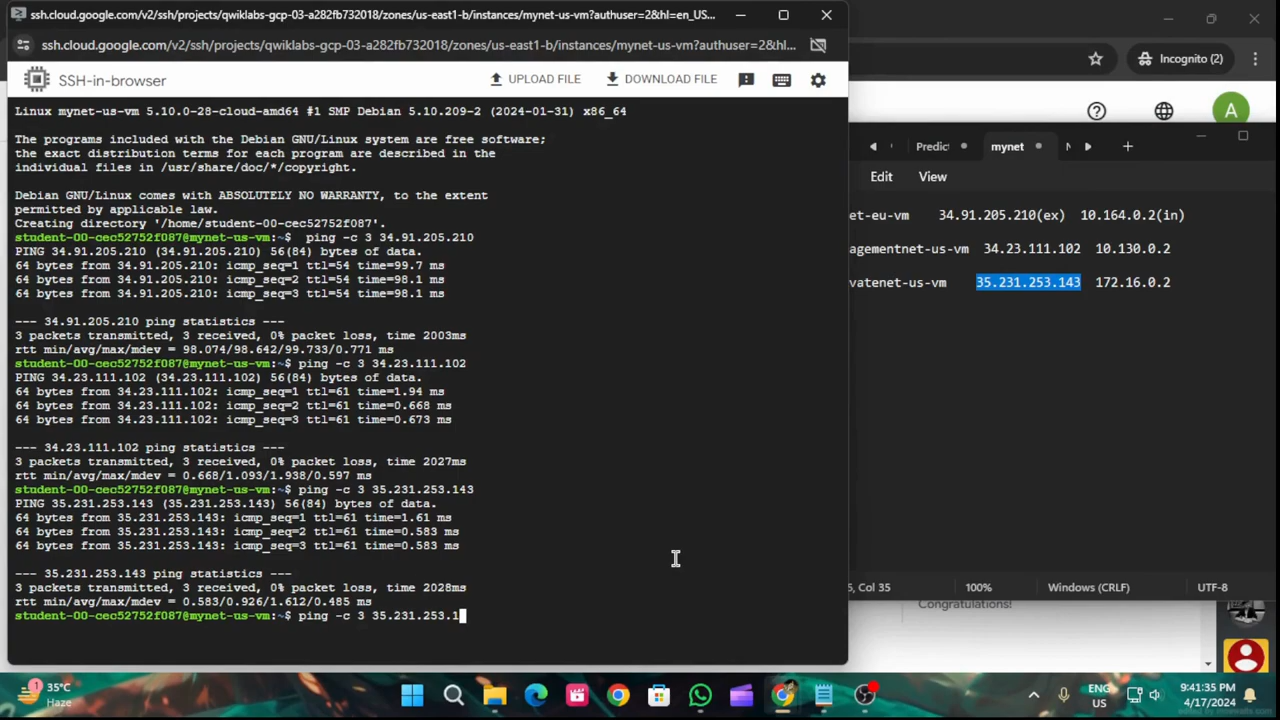 ssh.cloud.google.com/v2/ssh/projects/qwiklabs-gcp-03-a282fb732018/zones/us-east1-b/instances/mynet-us-vm?authuser=2&hl=en_US...
ssh.cloud.google.com/v2/ssh/projects/qwiklabs-gcp-03-a282fb732018/zones/us-east1-b/instances/mynet-us-vm?authuser=2&hl...
Incognito (2)
SSH-in-browser
UPLOAD FILE
DOWNLOAD FILE
A
Linux mynet-us-vm 5.10.0-28-cloud-amd64 #1 SMP Debian 5.10.209-2 (2024-01-31) x86_64
The programs included with the Debian GNU/Linux system are free software;
the exact distribution terms for each program are described in the
individual files in /usr/share/doc/*/copyright.
Debian GNU/Linux comes with ABSOLUTELY NO WARRANTY, to the extent
permitted by applicable law.
Creating directory '/home/student-00-cec52752f087'.
student-00-cec52752f087@mynet-us-vm:~$  ping -c 3 34.91.205.210
PING 34.91.205.210 (34.91.205.210) 56(84) bytes of data.
64 bytes from 34.91.205.210: icmp_seq=1 ttl=54 time=99.7 ms
64 bytes from 34.91.205.210: icmp_seq=2 ttl=54 time=98.1 ms
64 bytes from 34.91.205.210: icmp_seq=3 ttl=54 time=98.1 ms
--- 34.91.205.210 ping statistics ---
3 packets transmitted, 3 received, 0% packet loss, time 2003ms
rtt min/avg/max/mdev = 98.074/98.642/99.733/0.771 ms
student-00-cec52752f087@mynet-us-vm:~$ ping -c 3 34.23.111.102
PING 34.23.111.102 (34.23.111.102) 56(84) bytes of data.
64 bytes from 34.23.111.102: icmp_seq=1 ttl=61 time=1.94 ms
64 bytes from 34.23.111.102: icmp_seq=2 ttl=61 time=0.668 ms
64 bytes from 34.23.111.102: icmp_seq=3 ttl=61 time=0.673 ms
--- 34.23.111.102 ping statistics ---
3 packets transmitted, 3 received, 0% packet loss, time 2027ms
rtt min/avg/max/mdev = 0.668/1.093/1.938/0.597 ms
student-00-cec52752f087@mynet-us-vm:~$ ping -c 3 35.231.253.143
PING 35.231.253.143 (35.231.253.143) 56(84) bytes of data.
64 bytes from 35.231.253.143: icmp_seq=1 ttl=61 time=1.61 ms
64 bytes from 35.231.253.143: icmp_seq=2 ttl=61 time=0.583 ms
64 bytes from 35.231.253.143: icmp_seq=3 ttl=61 time=0.583 ms
--- 35.231.253.143 ping statistics ---
3 packets transmitted, 3 received, 0% packet loss, time 2028ms
rtt min/avg/max/mdev = 0.583/0.926/1.612/0.485 ms
student-00-cec52752f087@mynet-us-vm:~$ ping -c 3 35.231.253.1
Predict
mynet
Edit
View
et-eu-vm 34.91.205.210(ex) 10.164.0.2(in)
agementnet-us-vm 34.23.111.102 10.130.0.2
vatenet-us-vm 35.231.253.143 172.16.0.2
5, Col 35
100%
Windows (CRLF)
UTF-8
Congratulations!
1
35°C
Haze
ENG
US
9:41:35 PM
4/17/2024